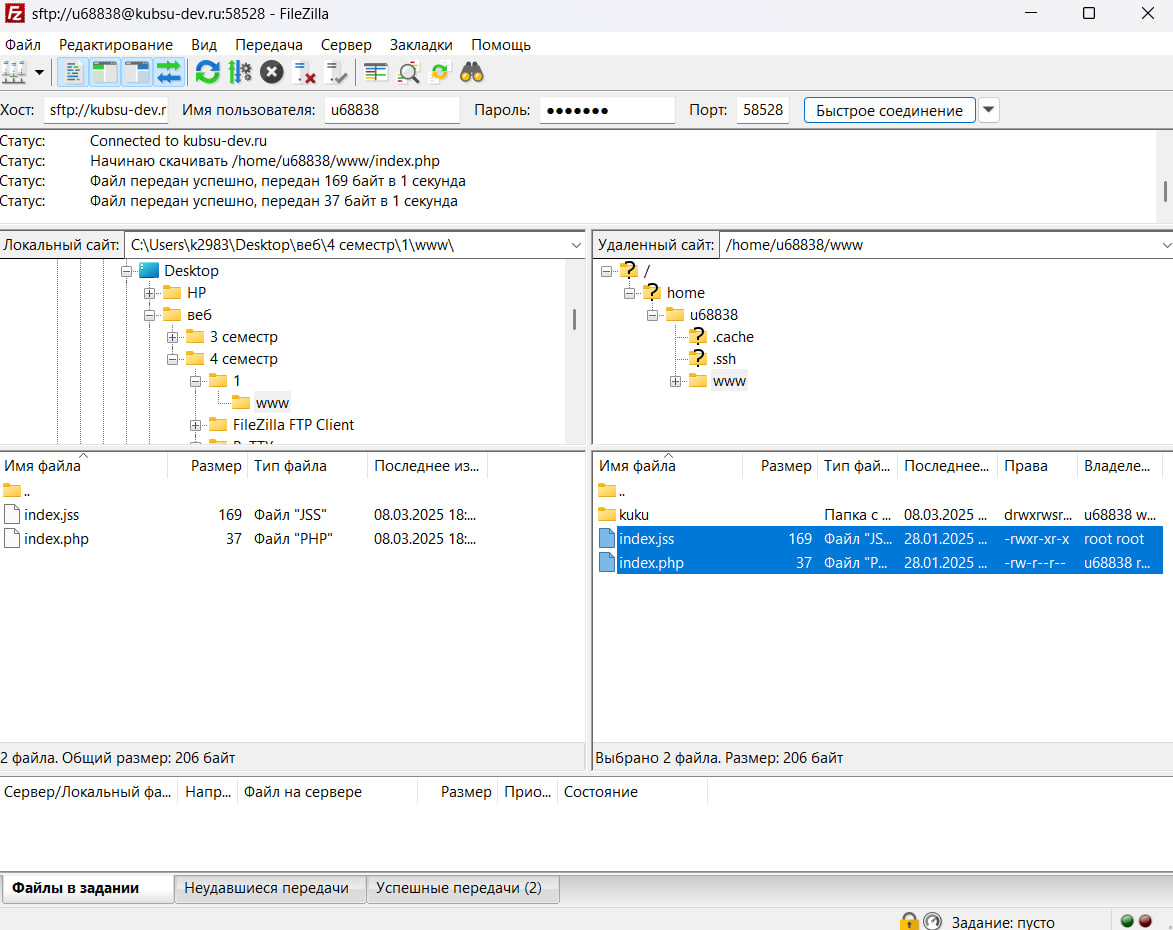 sftp://u68838@kubsu-dev.ru:58528 - FileZilla
Файл Редактирование Вид Передача Сервер Закладки Помощь
Хост: sftp://kubsu-dev.r Имя пользователя: u68838 Пароль: ●●●●●●● Порт: 58528 Быстрое соединение
Статус: Connected to kubsu-dev.ru
Статус: Начинаю скачивать /home/u68838/www/index.php
Статус: Файл передан успешно, передан 169 байт в 1 секунда
Статус: Файл передан успешно, передан 37 байт в 1 секунда
Локальный сайт: C:\Users\k2983\Desktop\веб\4 семестр\1\www\
Desktop
HP
веб
3 семестр
4 семестр
1
www
FileZilla FTP Client
PuTTY
Имя файла Размер Тип файла Последнее из...
..
index.jss 169 Файл "JSS" 08.03.2025 18:...
index.php 37 Файл "PHP" 08.03.2025 18:...
2 файла. Общий размер: 206 байт
Удаленный сайт: /home/u68838/www
/
home
u68838
.cache
.ssh
www
Имя файла Размер Тип фай... Последнее... Права Владеле...
..
kuku Папка с ... 08.03.2025 ... drwxrwsr... u68838 w...
index.jss 169 Файл "JS... 28.01.2025 ... -rwxr-xr-x root root
index.php 37 Файл "P... 28.01.2025 ... -rw-r--r-- u68838 r...
Выбрано 2 файла. Размер: 206 байт
Сервер/Локальный фа... Напр... Файл на сервере Размер Прио... Состояние
Файлы в задании Неудавшиеся передачи Успешные передачи (2)
Задание: пусто